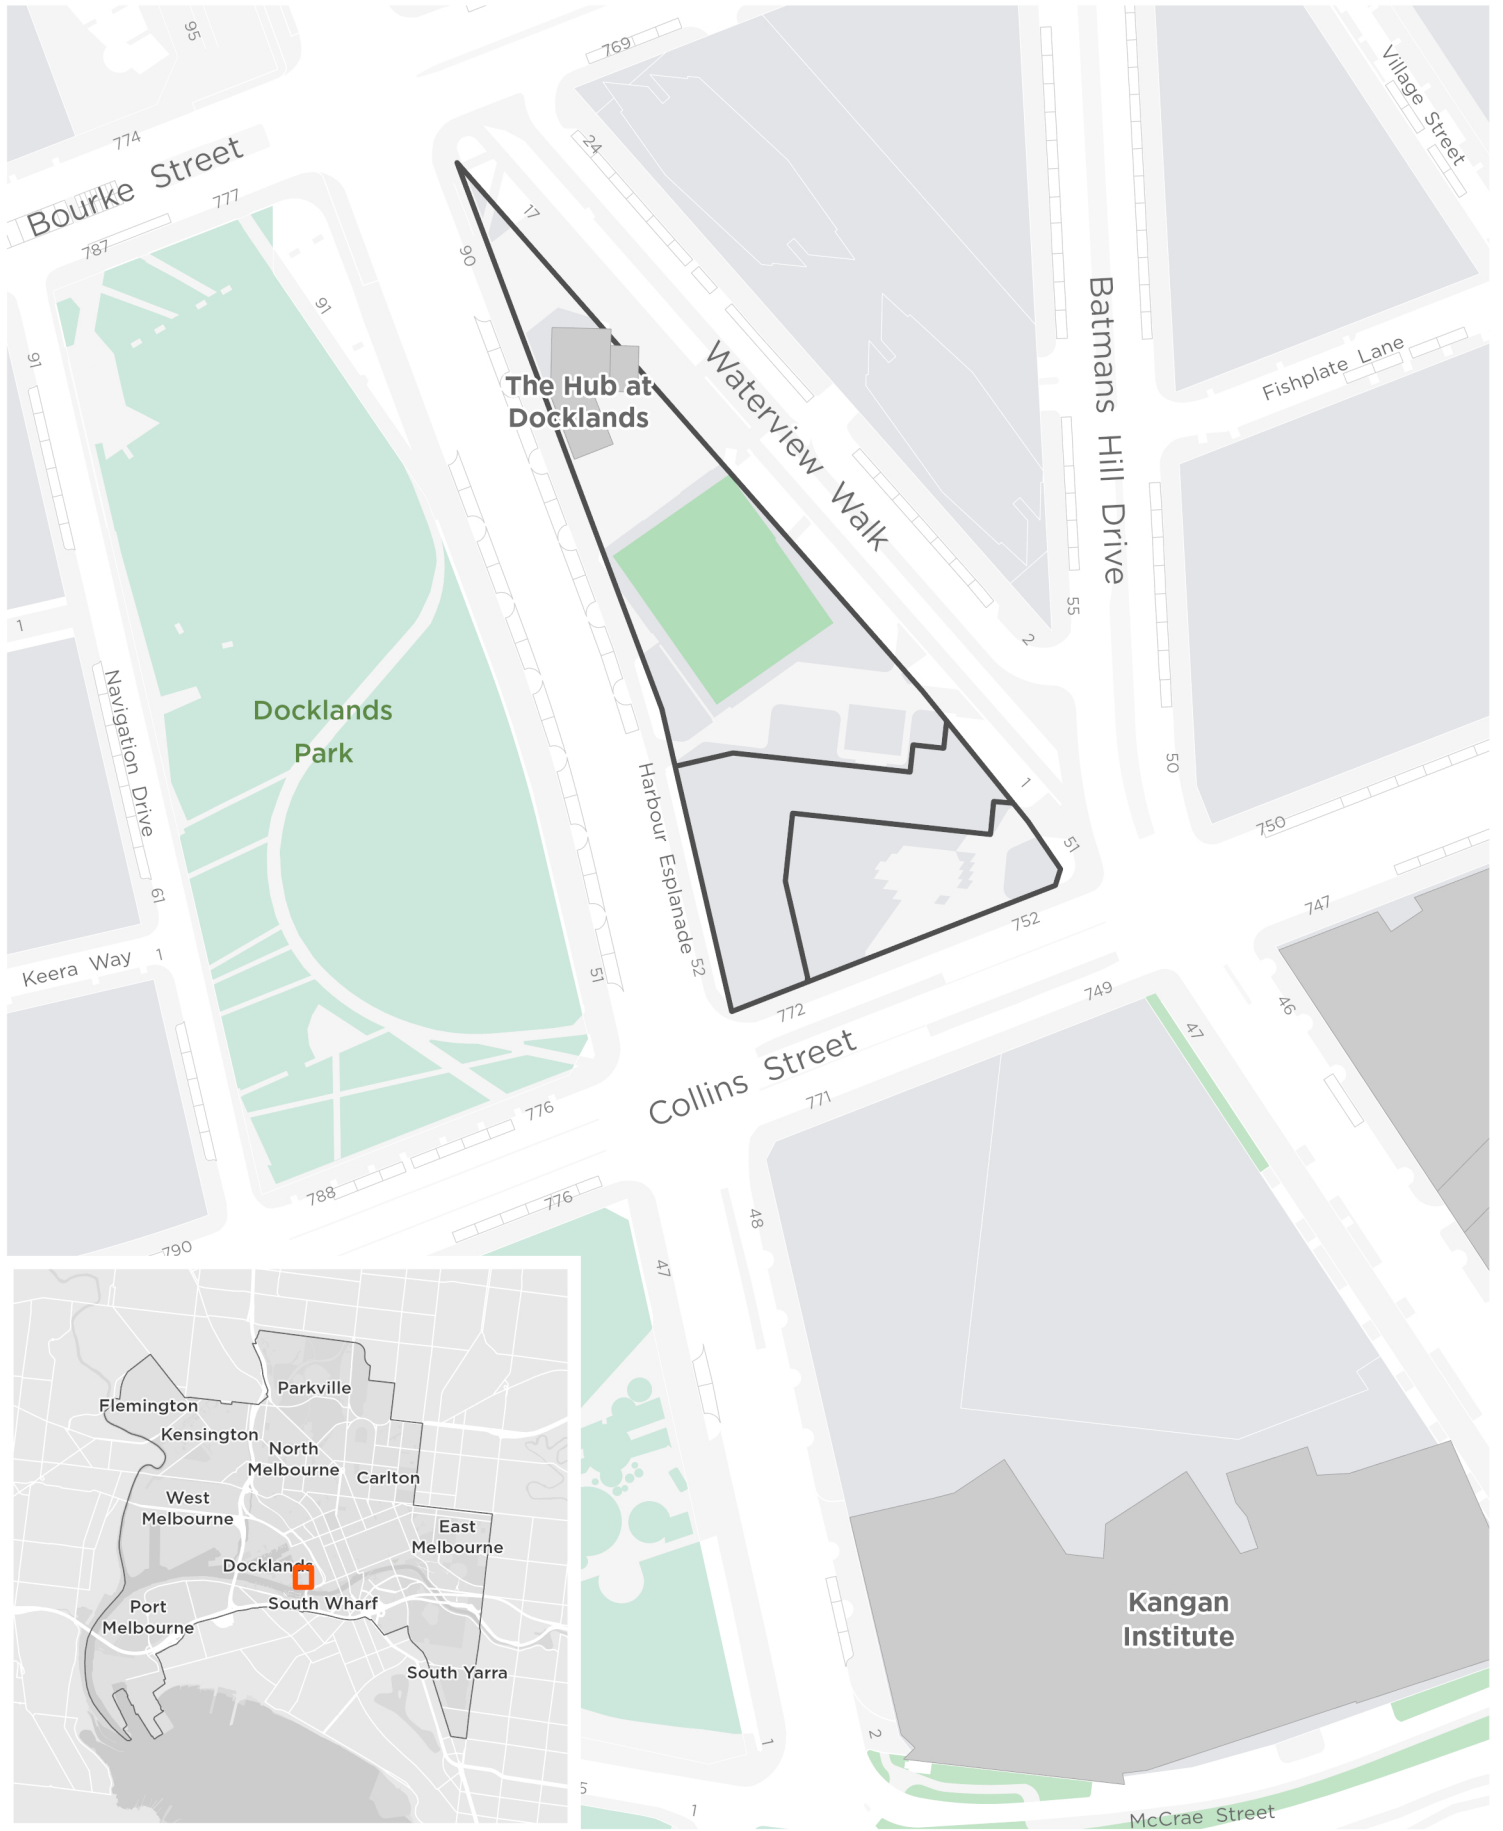 95
769
774
Bourke Street
777
787
24
17
90
91
91
Village Street
Fishplate Lane
Batmans Hill Drive
Waterview Walk
The Hub at
Docklands
1
55
2
Docklands
Park
Navigation Drive
Harbour Esplanade
52
1
51
50
750
61
1
Keera Way
51
752
747
772
749
46
47
Collins Street
771
776
788
776
790
48
47
Parkville
Flemington
Kensington
North
Melbourne
Carlton
West
Melbourne
East
Melbourne
Docklands
South Wharf
Port
Melbourne
South Yarra
Kangan
Institute
1
2
5
1
McCrae Street